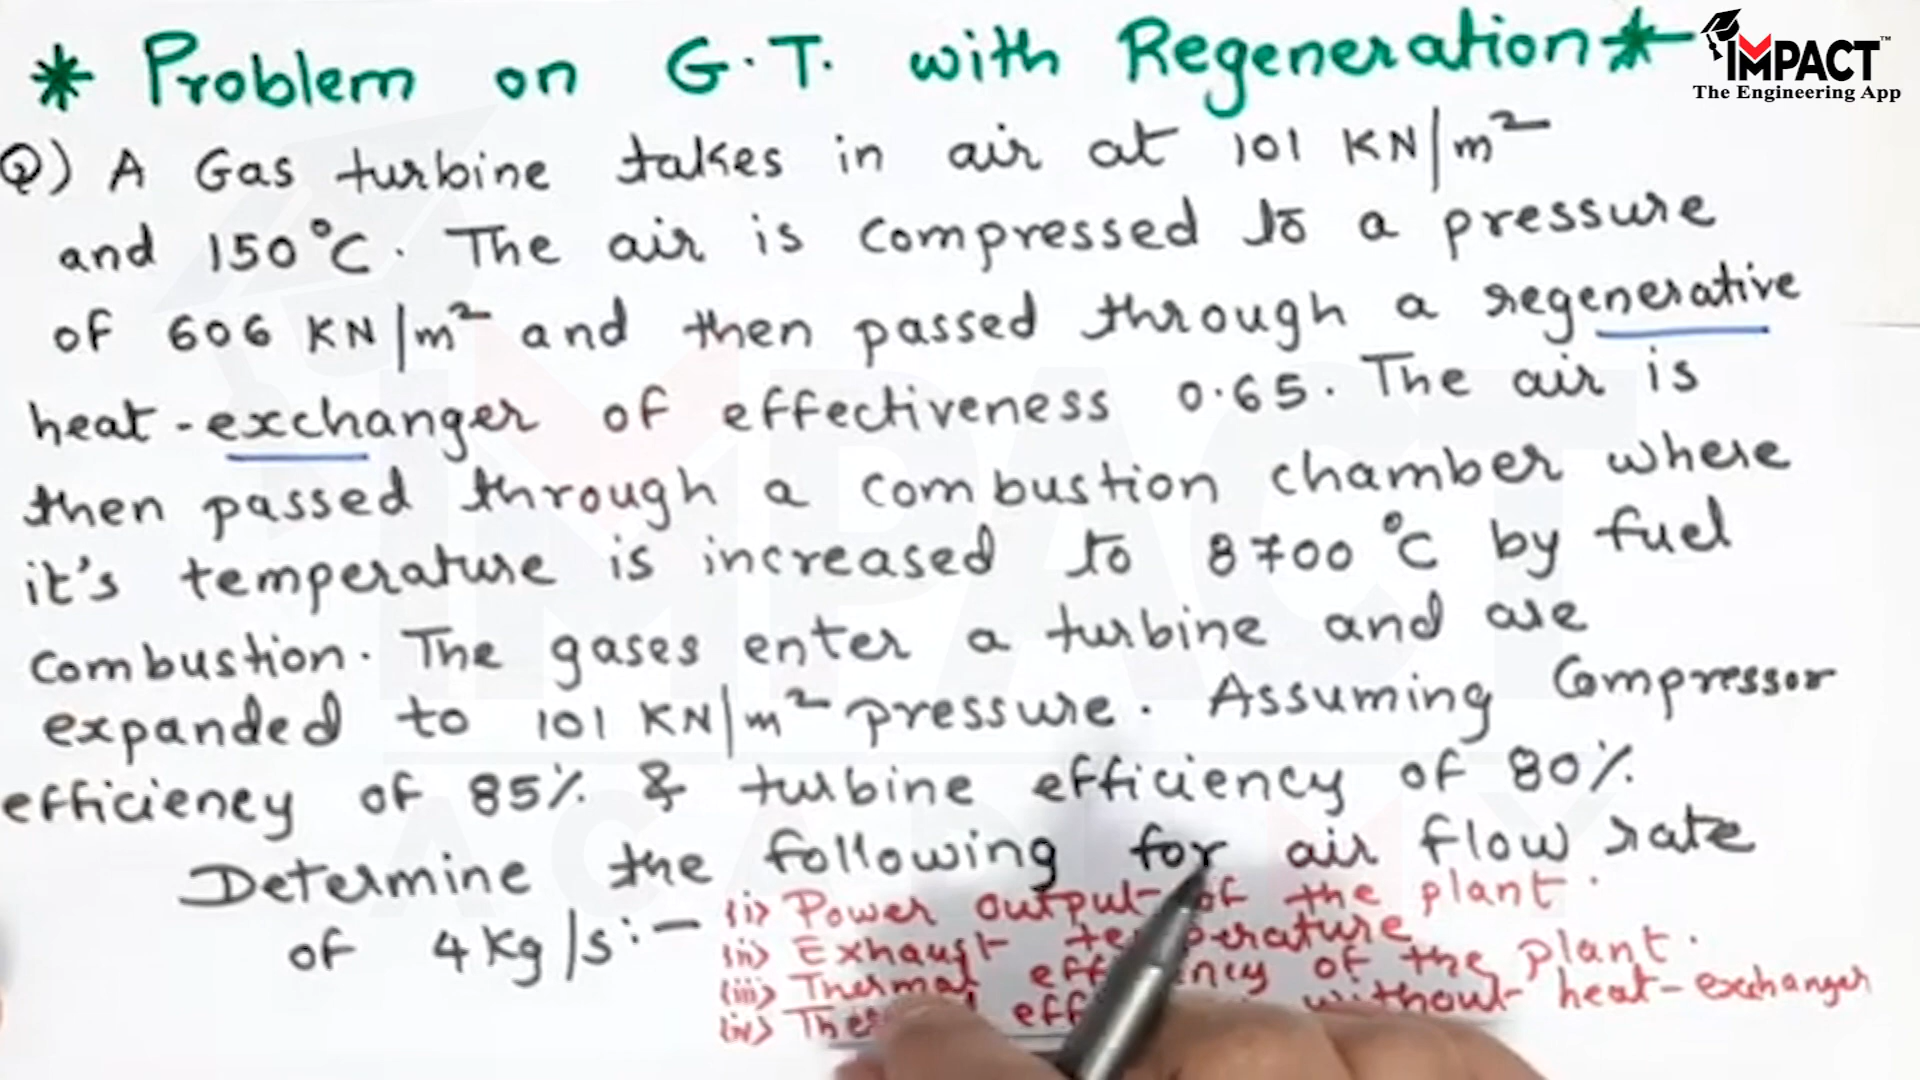 * Problem on G.T. with Regeneration *
IMPACT™
The Engineering App
Q) A Gas turbine takes in air at 101 KN/m²
and 150°C. The air is compressed to a pressure
of 606 KN/m² and then passed through a regenerative
heat-exchanger of effectiveness 0.65. The air is
then passed through a combustion chamber where
it's temperature is increased to 8700 °C by fuel
combustion. The gases enter a turbine and are
expanded to 101 KN/m² pressure. Assuming Compressor
efficiency of 85% & turbine efficiency of 80%.
Determine the following for air flow rate
of 4 Kg/s:-
(i) Power output of the plant.
(ii) Exhaust temperature
(iii) Thermal efficiency of the plant.
(iv) without heat-exchanger
IMPACT
ACADEMY